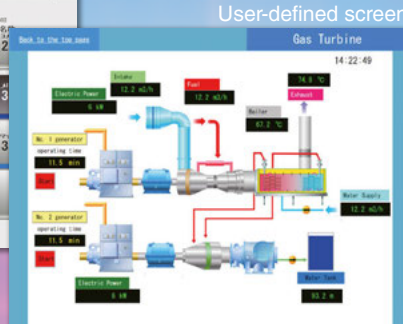 User-defined screen
Back to the top page
Gas Turbine
14:22:49
Intake
12.2 m3/h
Fuel
12.2 m3/h
74.6 ℃
Exhaust
Electric Power
6 kW
Boiler
67.2 ℃
No. 1 generator
operating time
11.5 min
Start
Water Supply
12.2 m3/h
No. 2 generator
operating time
11.5 min
Start
Electric Power
6 kW
Water Tank
93.2 m